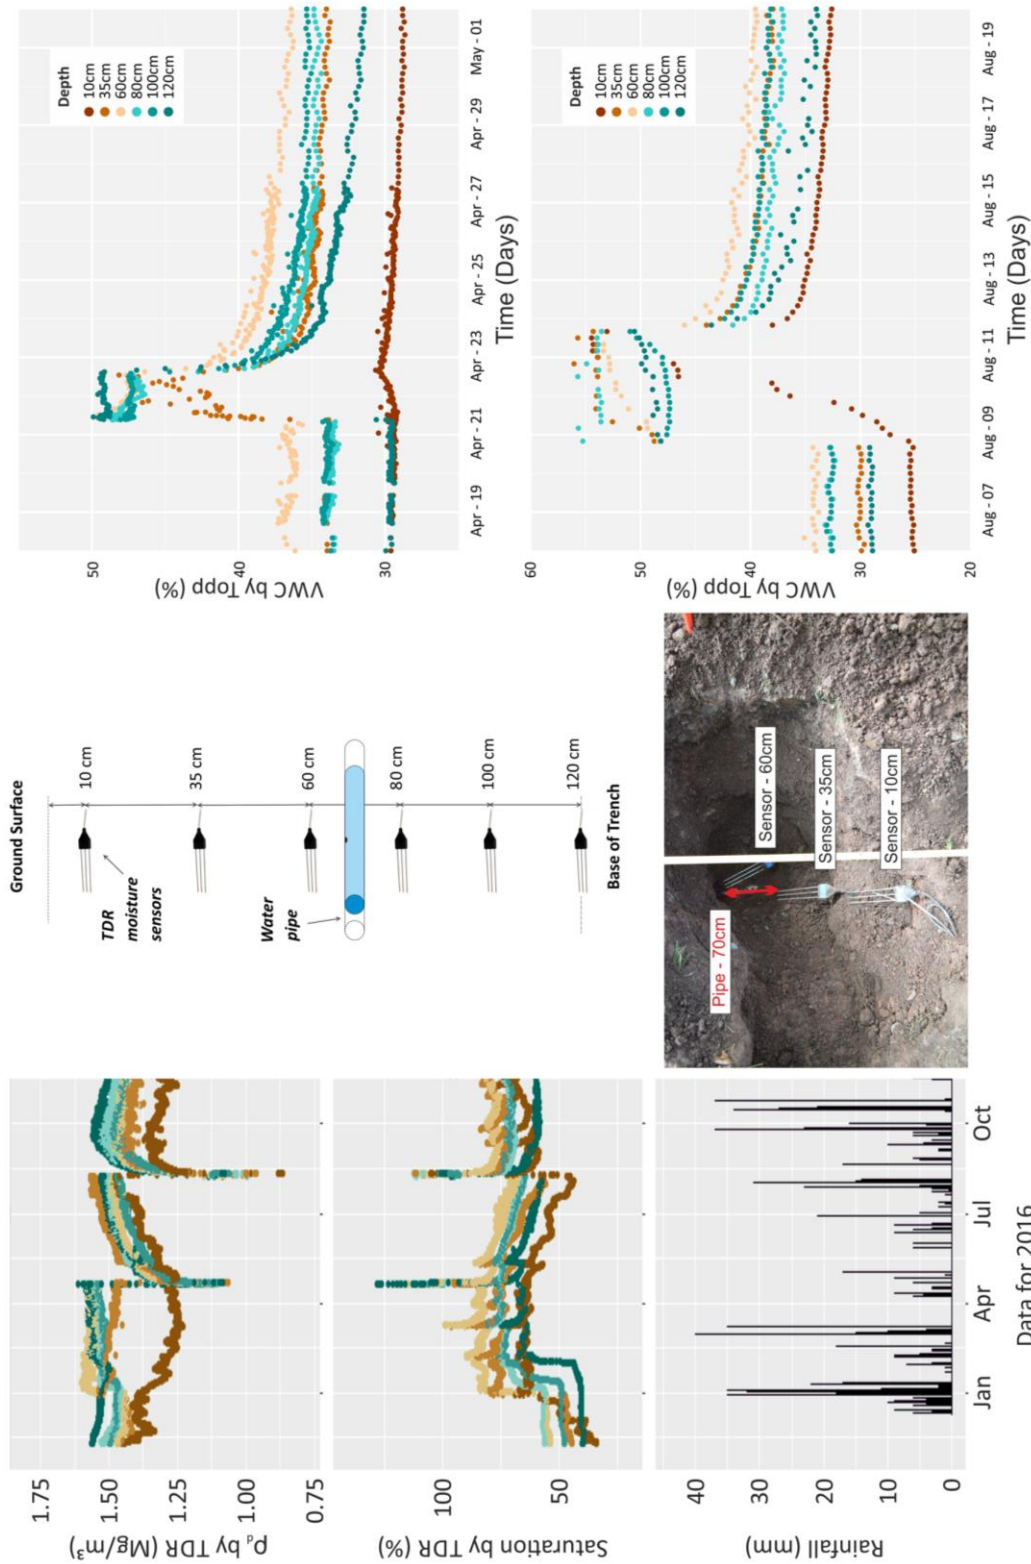 1.75
1.50
1.25
1.00
0.75
ρd by TDR (Mg/m³)
100
50
Saturation by TDR (%)
50
40
30
20
10
0
Rainfall (mm)
Jan
Apr
Jul
Oct
Data for 2016
Ground Surface
TDR
moisture
sensors
10 cm
35 cm
60 cm
Water
pipe
80 cm
100 cm
120 cm
Base of Trench
Pipe - 70cm
Sensor - 60cm
Sensor - 35cm
Sensor - 10cm
50
40
30
VWC by Topp (%)
Depth
10cm
35cm
60cm
80cm
100cm
120cm
Apr - 19
Apr - 21
Apr - 23
Apr - 25
Apr - 27
Apr - 29
May - 01
Time (Days)
60
50
40
30
20
VWC by Topp (%)
Depth
10cm
35cm
60cm
80cm
100cm
120cm
Aug - 07
Aug - 09
Aug - 11
Aug - 13
Aug - 15
Aug - 17
Aug - 19
Time (Days)